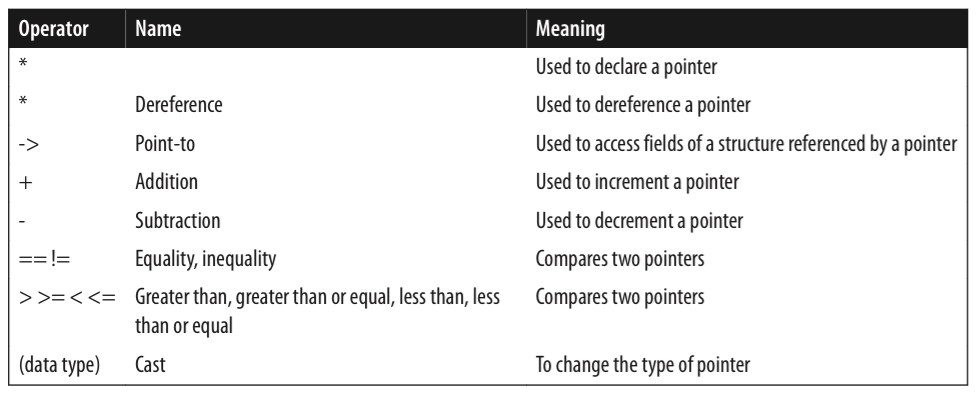 Operator Name Meaning
* Used to declare a pointer
* Dereference Used to dereference a pointer
-> Point-to Used to access fields of a structure referenced by a pointer
+ Addition Used to increment a pointer
- Subtraction Used to decrement a pointer
== != Equality, inequality Compares two pointers
> >= < <= Greater than, greater than or equal, less than, less Compares two pointers
than or equal
(data type) Cast To change the type of pointer